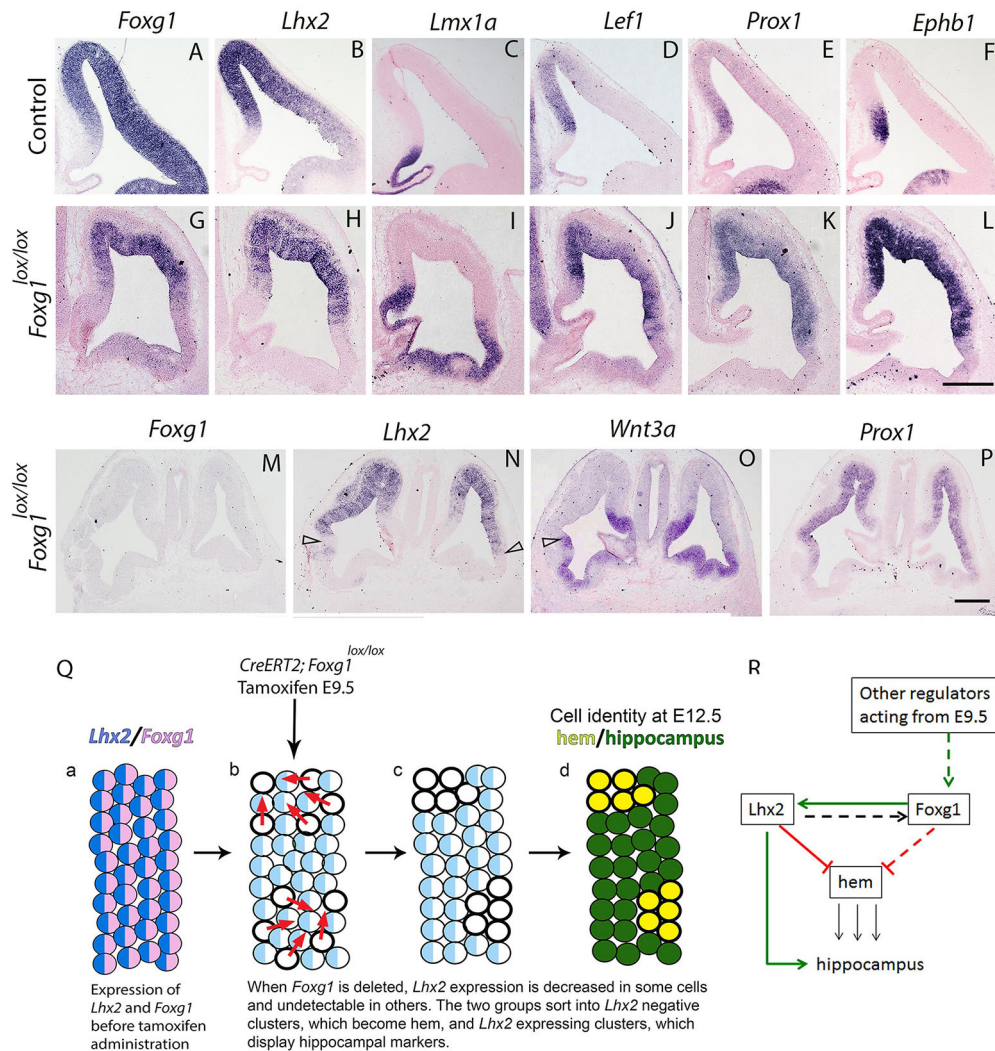 Foxg1 Lhx2 Lmx1a Lef1 Prox1 Ephb1
Control
A B C D E F
Foxg1 lox/lox
G H I J K L
Foxg1 Lhx2 Wnt3a Prox1
Foxg1 lox/lox
M N O P
Q
CreERT2; Foxg1 lox/lox
Tamoxifen E9.5
Lhx2/Foxg1
Cell identity at E12.5
hem/hippocampus
a b c d
Expression of
Lhx2 and Foxg1
before tamoxifen
administration
When Foxg1 is deleted, Lhx2 expression is decreased in some cells
and undetectable in others. The two groups sort into Lhx2 negative
clusters, which become hem, and Lhx2 expressing clusters, which
display hippocampal markers.
R
Other regulators
acting from E9.5
Lhx2 Foxg1
hem
hippocampus